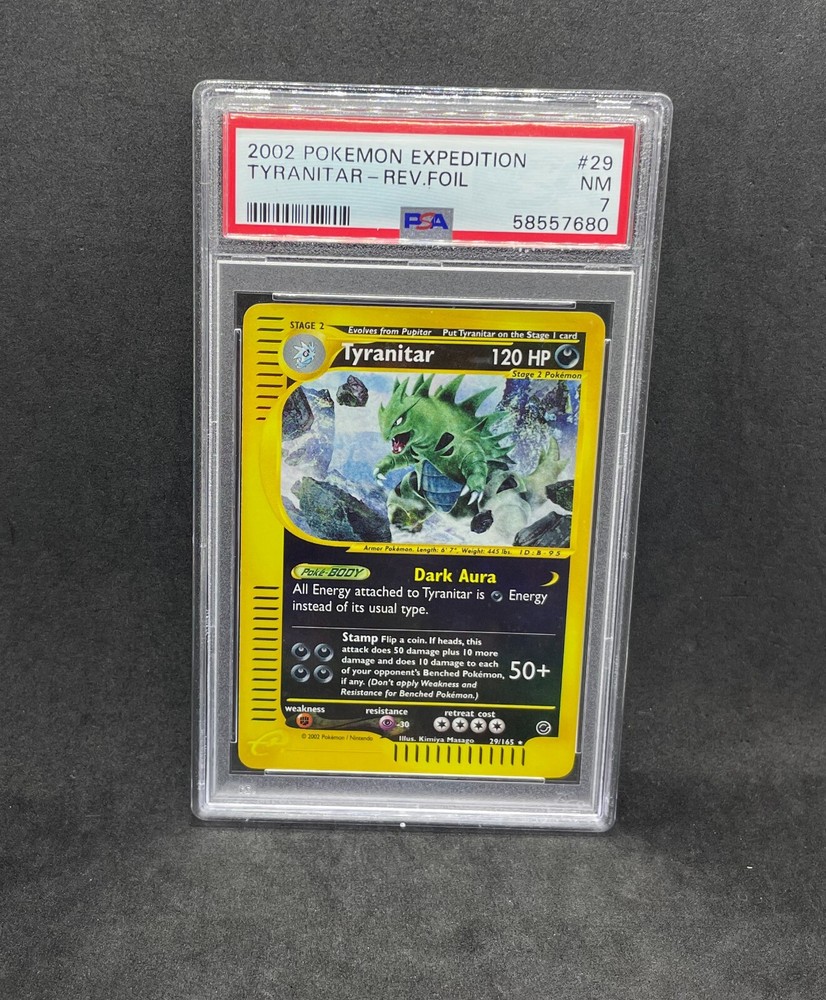 2002 POKEMON EXPEDITION #29
TYRANITAR – REV.FOIL NM
7
PSA 58557680
STAGE 2 Evolves from Pupitar Put Tyranitar on the Stage 1 card
Tyranitar 120 HP
Stage 2 Pokémon
Armor Pokémon. Length: 6' 7", Weight: 445 lbs. ID: B-95
Poké-BODY Dark Aura
All Energy attached to Tyranitar is Energy
instead of its usual type.
Stamp Flip a coin. If heads, this
attack does 50 damage plus 10 more
damage and does 10 damage to each
of your opponent's Benched Pokémon, 50+
if any. (Don't apply Weakness and
Resistance for Benched Pokémon.)
weakness resistance retreat cost
-30
© 2002 Pokémon / Nintendo Illus. Kimiya Masago 29/165 ★